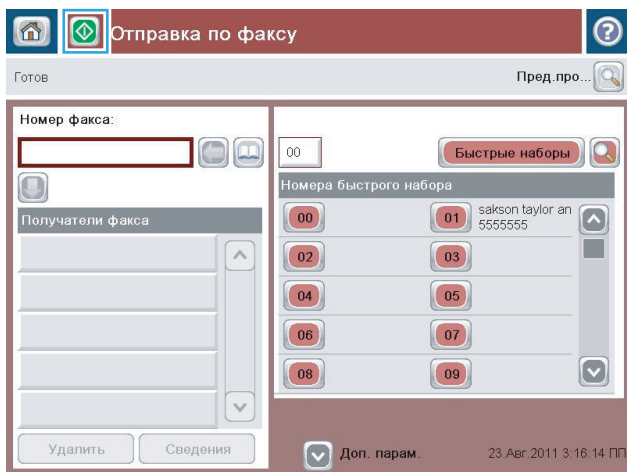 Отправка по факсу
Готов
Пред.про...
Номер факса:
00
Быстрые наборы
Номера быстрого набора
00
01 sakson taylor an
5555555
02
03
04
05
06
07
08
09
Получатели факса
Удалить
Сведения
Доп. парам.
23.Авг.2011 3:16:14 ПП